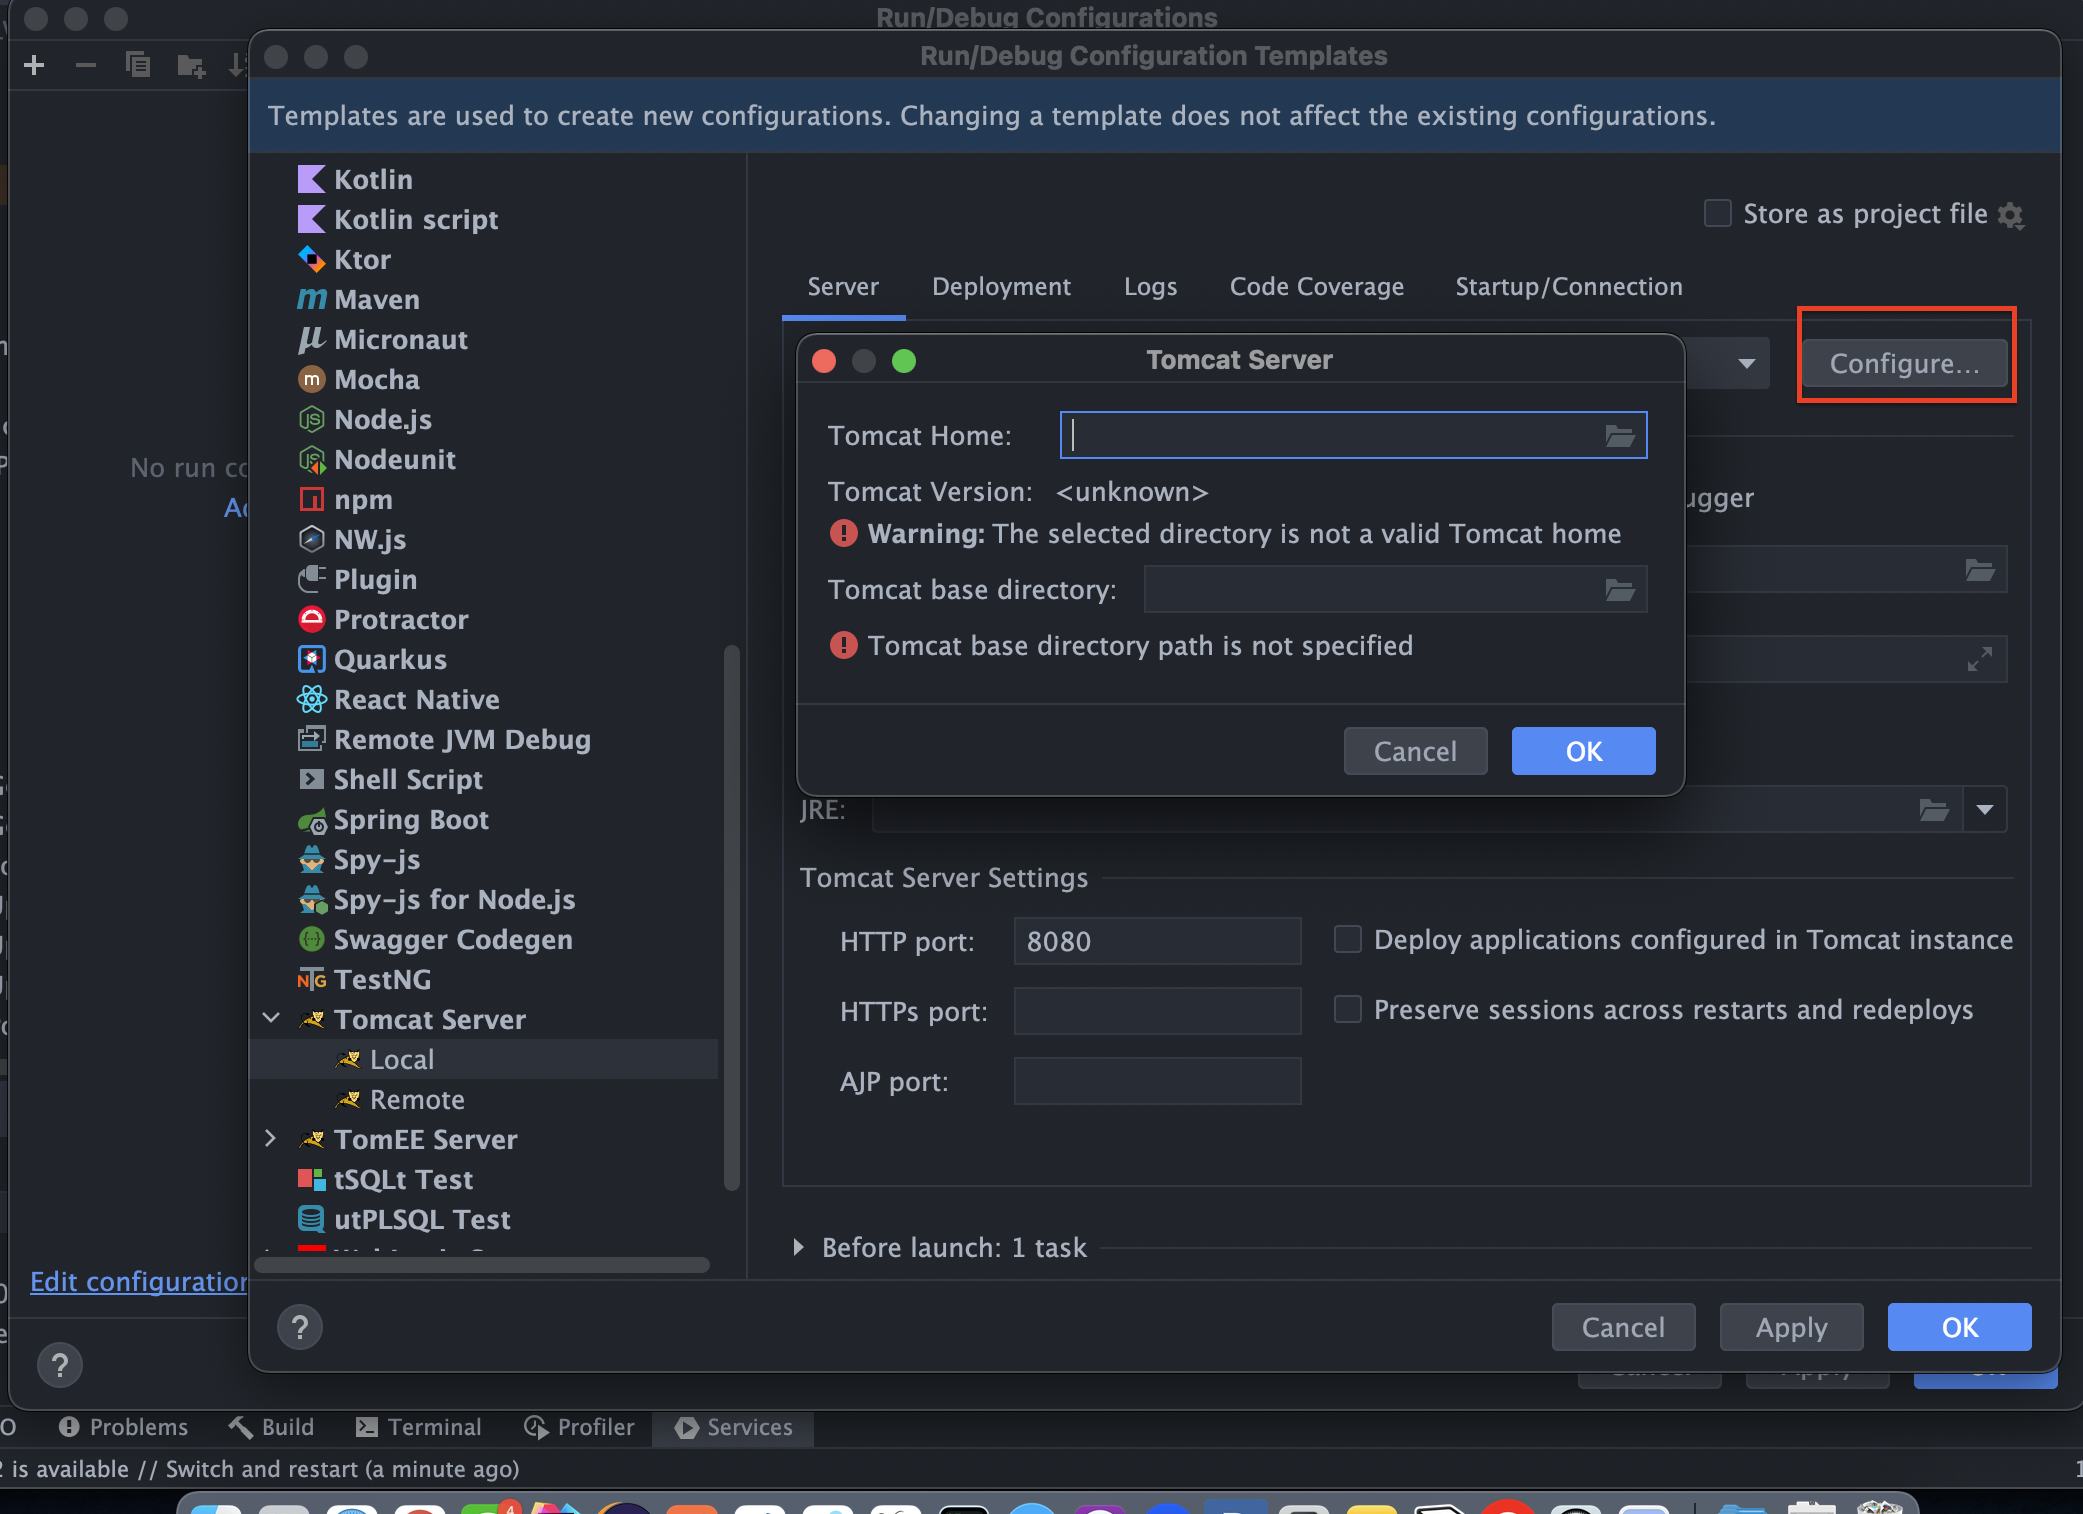 Run/Debug Configurations
Run/Debug Configuration Templates
Templates are used to create new configurations. Changing a template does not affect the existing configurations.
Kotlin
Kotlin script
Ktor
Maven
Micronaut
Mocha
Node.js
Nodeunit
npm
NW.js
Plugin
Protractor
Quarkus
React Native
Remote JVM Debug
Shell Script
Spring Boot
Spy-js
Spy-js for Node.js
Swagger Codegen
TestNG
Tomcat Server
Local
Remote
TomEE Server
tSQLt Test
utPLSQL Test
No run
Edit
Store as project file
Server Deployment Logs Code Coverage Startup/Connection
Configure...
Tomcat Server
Tomcat Home:
Tomcat Version: <unknown>
Warning: The selected directory is not a valid Tomcat home
Tomcat base directory:
Tomcat base directory path is not specified
Cancel OK
JRE:
Tomcat Server Settings
HTTP port: 8080 Deploy applications configured in Tomcat instance
HTTPs port: Preserve sessions across restarts and redeploys
AJP port:
Before launch: 1 task
? Cancel Apply OK
?
Problems Build Terminal Profiler Services
is available // Switch and restart (a minute ago)
4